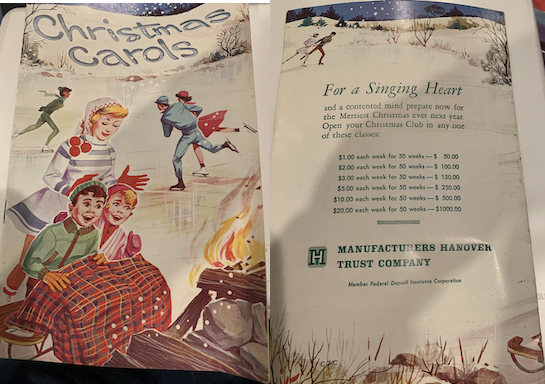 Christmas
Carols
For a Singing Heart
and a contented mind prepare now for
the Merriest Christmas ever next year.
Open your Christmas Club in any one
of these classes:
$1.00 each week for 50 weeks — $ 50.00
$2.00 each week for 50 weeks — $ 100.00
$3.00 each week for 50 weeks — $ 150.00
$5.00 each week for 50 weeks — $ 250.00
$10.00 each week for 50 weeks — $ 500.00
$20.00 each week for 50 weeks — $1000.00
MANUFACTURERS HANOVER
TRUST COMPANY
Member Federal Deposit Insurance Corporation